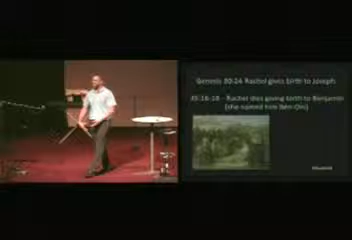 Genesis 30:24 Rachel gives birth to Joseph
35:16-18 - Rachel dies giving birth to Benjamin
(she named him Ben-Oni)